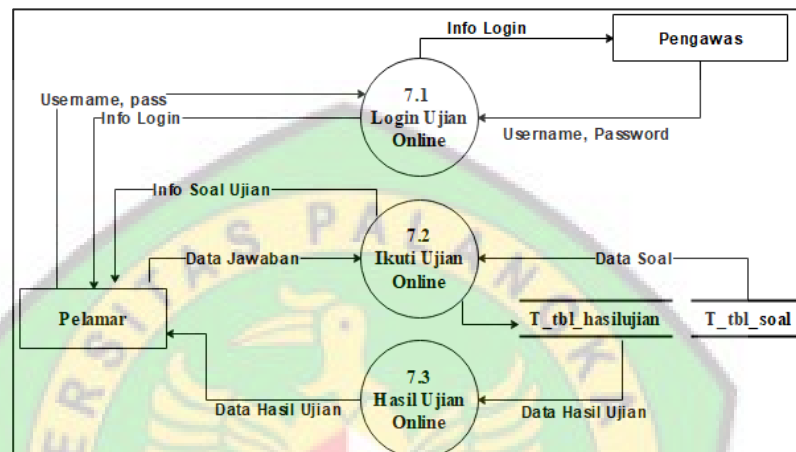 Info Login
Pengawas
7.1
Login Ujian
Online
Username, pass
Info Login
Username, Password
Info Soal Ujian
7.2
Ikuti Ujian
Online
Data Jawaban
Data Soal
Pelamar
T_tbl_hasilujian
T_tbl_soal
7.3
Hasil Ujian
Online
Data Hasil Ujian
Data Hasil Ujian
ERSITAS PALANGKA